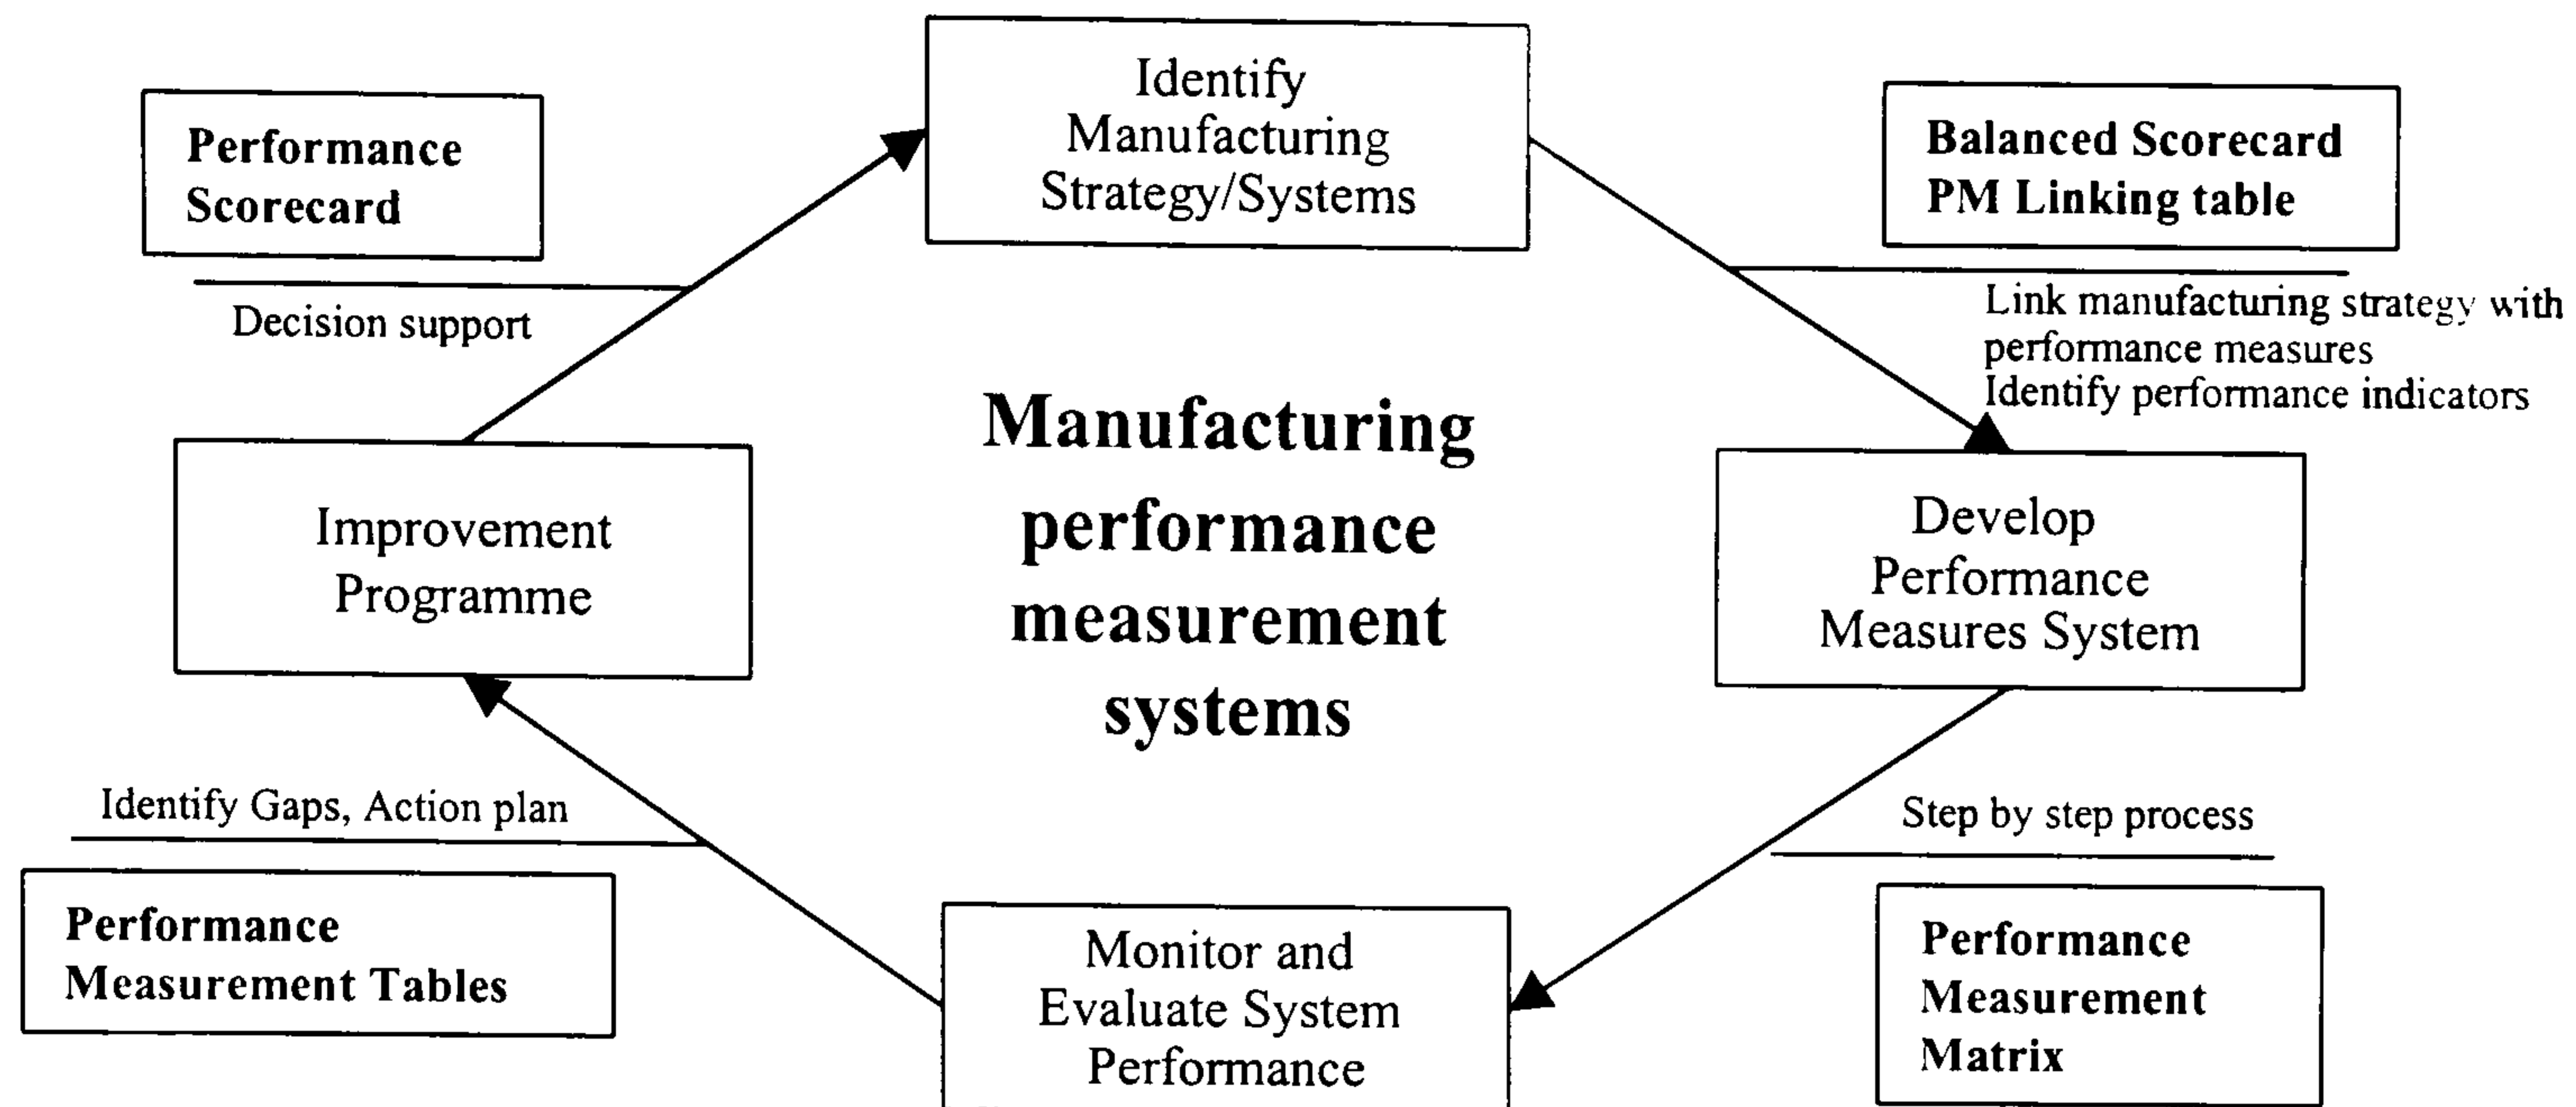 Identify
Manufacturing
Strategy/Systems
Performance
Scorecard
Decision support
Balanced Scorecard
PM Linking table
Link manufacturing strategy with
performance measures
Identify performance indicators
Manufacturing
performance
measurement
systems
Improvement
Programme
Develop
Performance
Measures System
Identify Gaps, Action plan
Performance
Measurement Tables
Step by step process
Performance
Measurement
Matrix
Monitor and
Evaluate System
Performance